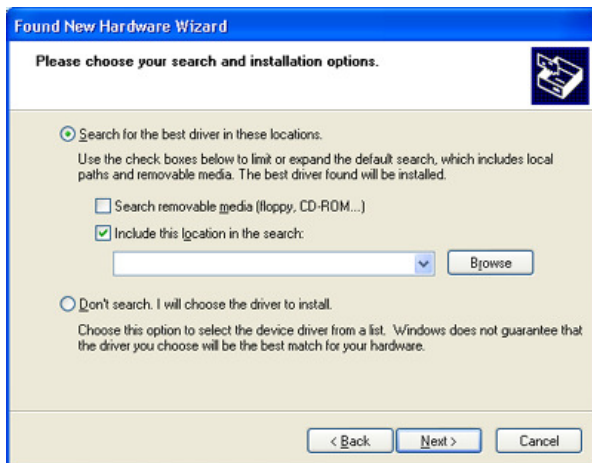 Found New Hardware Wizard
Please choose your search and installation options.
Search for the best driver in these locations.
Use the check boxes below to limit or expand the default search, which includes local
paths and removable media. The best driver found will be installed.
Search removable media (floppy, CD-ROM...)
Include this location in the search:
Browse
Don't search. I will choose the driver to install.
Choose this option to select the device driver from a list. Windows does not guarantee that
the driver you choose will be the best match for your hardware.
< Back Next > Cancel